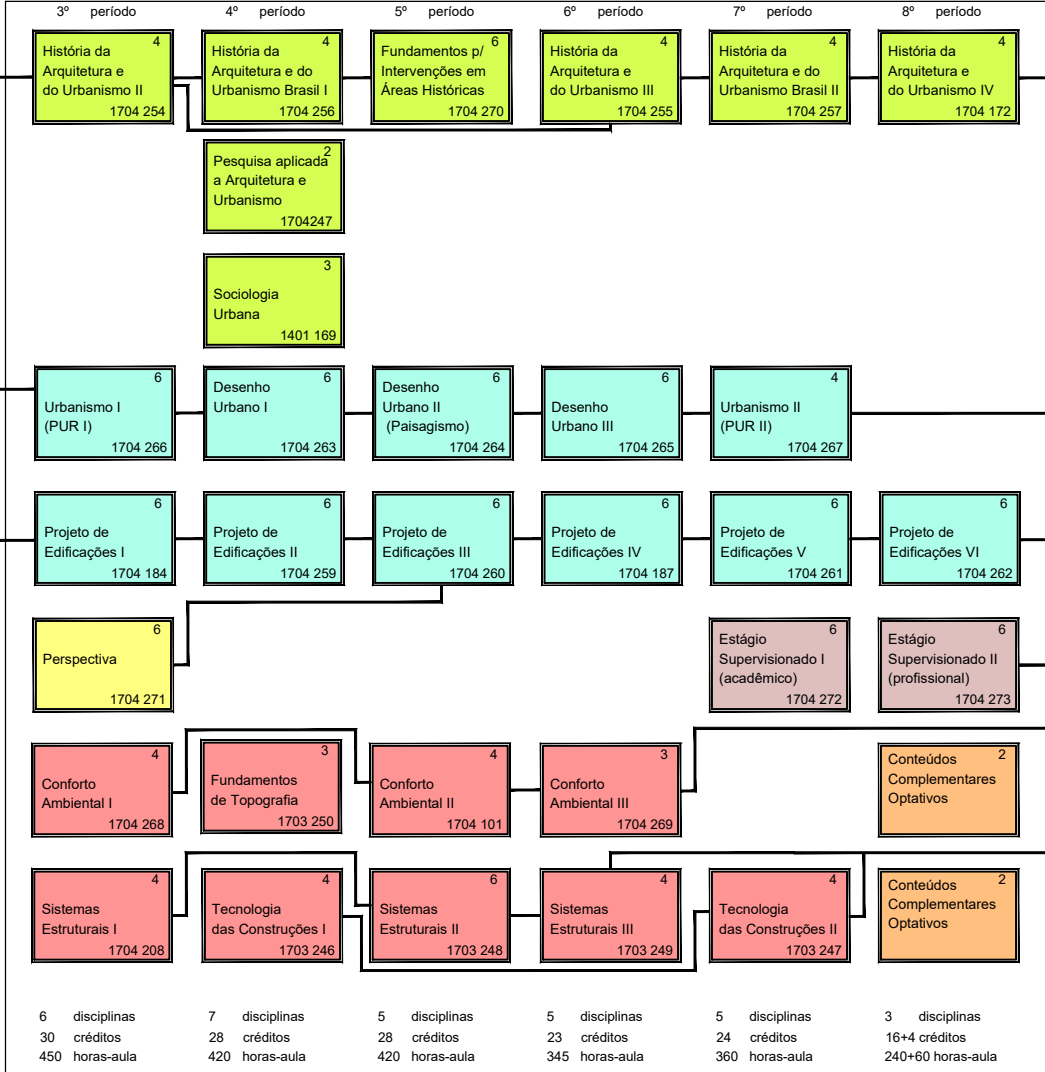 3º período
4º período
5º período
6º período
7º período
8º período
4
História da
Arquitetura e
do Urbanismo II
1704 254
4
História da
Arquitetura e do
Urbanismo Brasil I
1704 256
6
Fundamentos p/
Intervenções em
Áreas Históricas
1704 270
4
História da
Arquitetura e
do Urbanismo III
1704 255
4
História da
Arquitetura e do
Urbanismo Brasil II
1704 257
4
História da
Arquitetura e
do Urbanismo IV
1704 172
2
Pesquisa aplicada
a Arquitetura e
Urbanismo
1704247
3
Sociologia
Urbana
1401 169
6
Urbanismo I
(PUR I)
1704 266
6
Desenho
Urbano I
1704 263
6
Desenho
Urbano II
(Paisagismo)
1704 264
6
Desenho
Urbano III
1704 265
4
Urbanismo II
(PUR II)
1704 267
6
Projeto de
Edificações I
1704 184
6
Projeto de
Edificações II
1704 259
6
Projeto de
Edificações III
1704 260
6
Projeto de
Edificações IV
1704 187
6
Projeto de
Edificações V
1704 261
6
Projeto de
Edificações VI
1704 262
6
Perspectiva
1704 271
6
Estágio
Supervisionado I
(acadêmico)
1704 272
6
Estágio
Supervisionado II
(profissional)
1704 273
4
Conforto
Ambiental I
1704 268
3
Fundamentos
de Topografia
1703 250
4
Conforto
Ambiental II
1704 101
3
Conforto
Ambiental III
1704 269
2
Conteúdos
Complementares
Optativos
4
Sistemas
Estruturais I
1704 208
4
Tecnologia
das Construções I
1703 246
6
Sistemas
Estruturais II
1703 248
4
Sistemas
Estruturais III
1703 249
4
Tecnologia
das Construções II
1703 247
2
Conteúdos
Complementares
Optativos
6 disciplinas
30 créditos
450 horas-aula
7 disciplinas
28 créditos
420 horas-aula
5 disciplinas
28 créditos
420 horas-aula
5 disciplinas
23 créditos
345 horas-aula
5 disciplinas
24 créditos
360 horas-aula
3 disciplinas
16+4 créditos
240+60 horas-aula